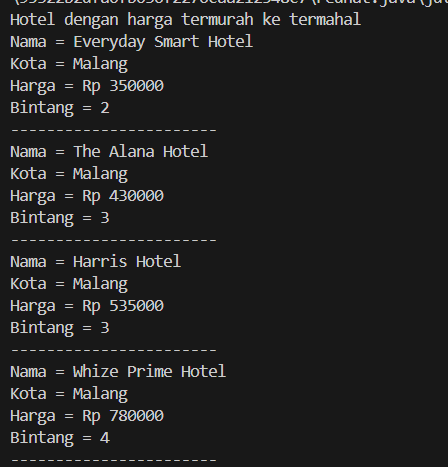 Hotel dengan harga termurah ke termahal
Nama = Everyday Smart Hotel
Kota = Malang
Harga = Rp 350000
Bintang = 2
-----------------------
Nama = The Alana Hotel
Kota = Malang
Harga = Rp 430000
Bintang = 3
-----------------------
Nama = Harris Hotel
Kota = Malang
Harga = Rp 535000
Bintang = 3
-----------------------
Nama = Whize Prime Hotel
Kota = Malang
Harga = Rp 780000
Bintang = 4
-----------------------